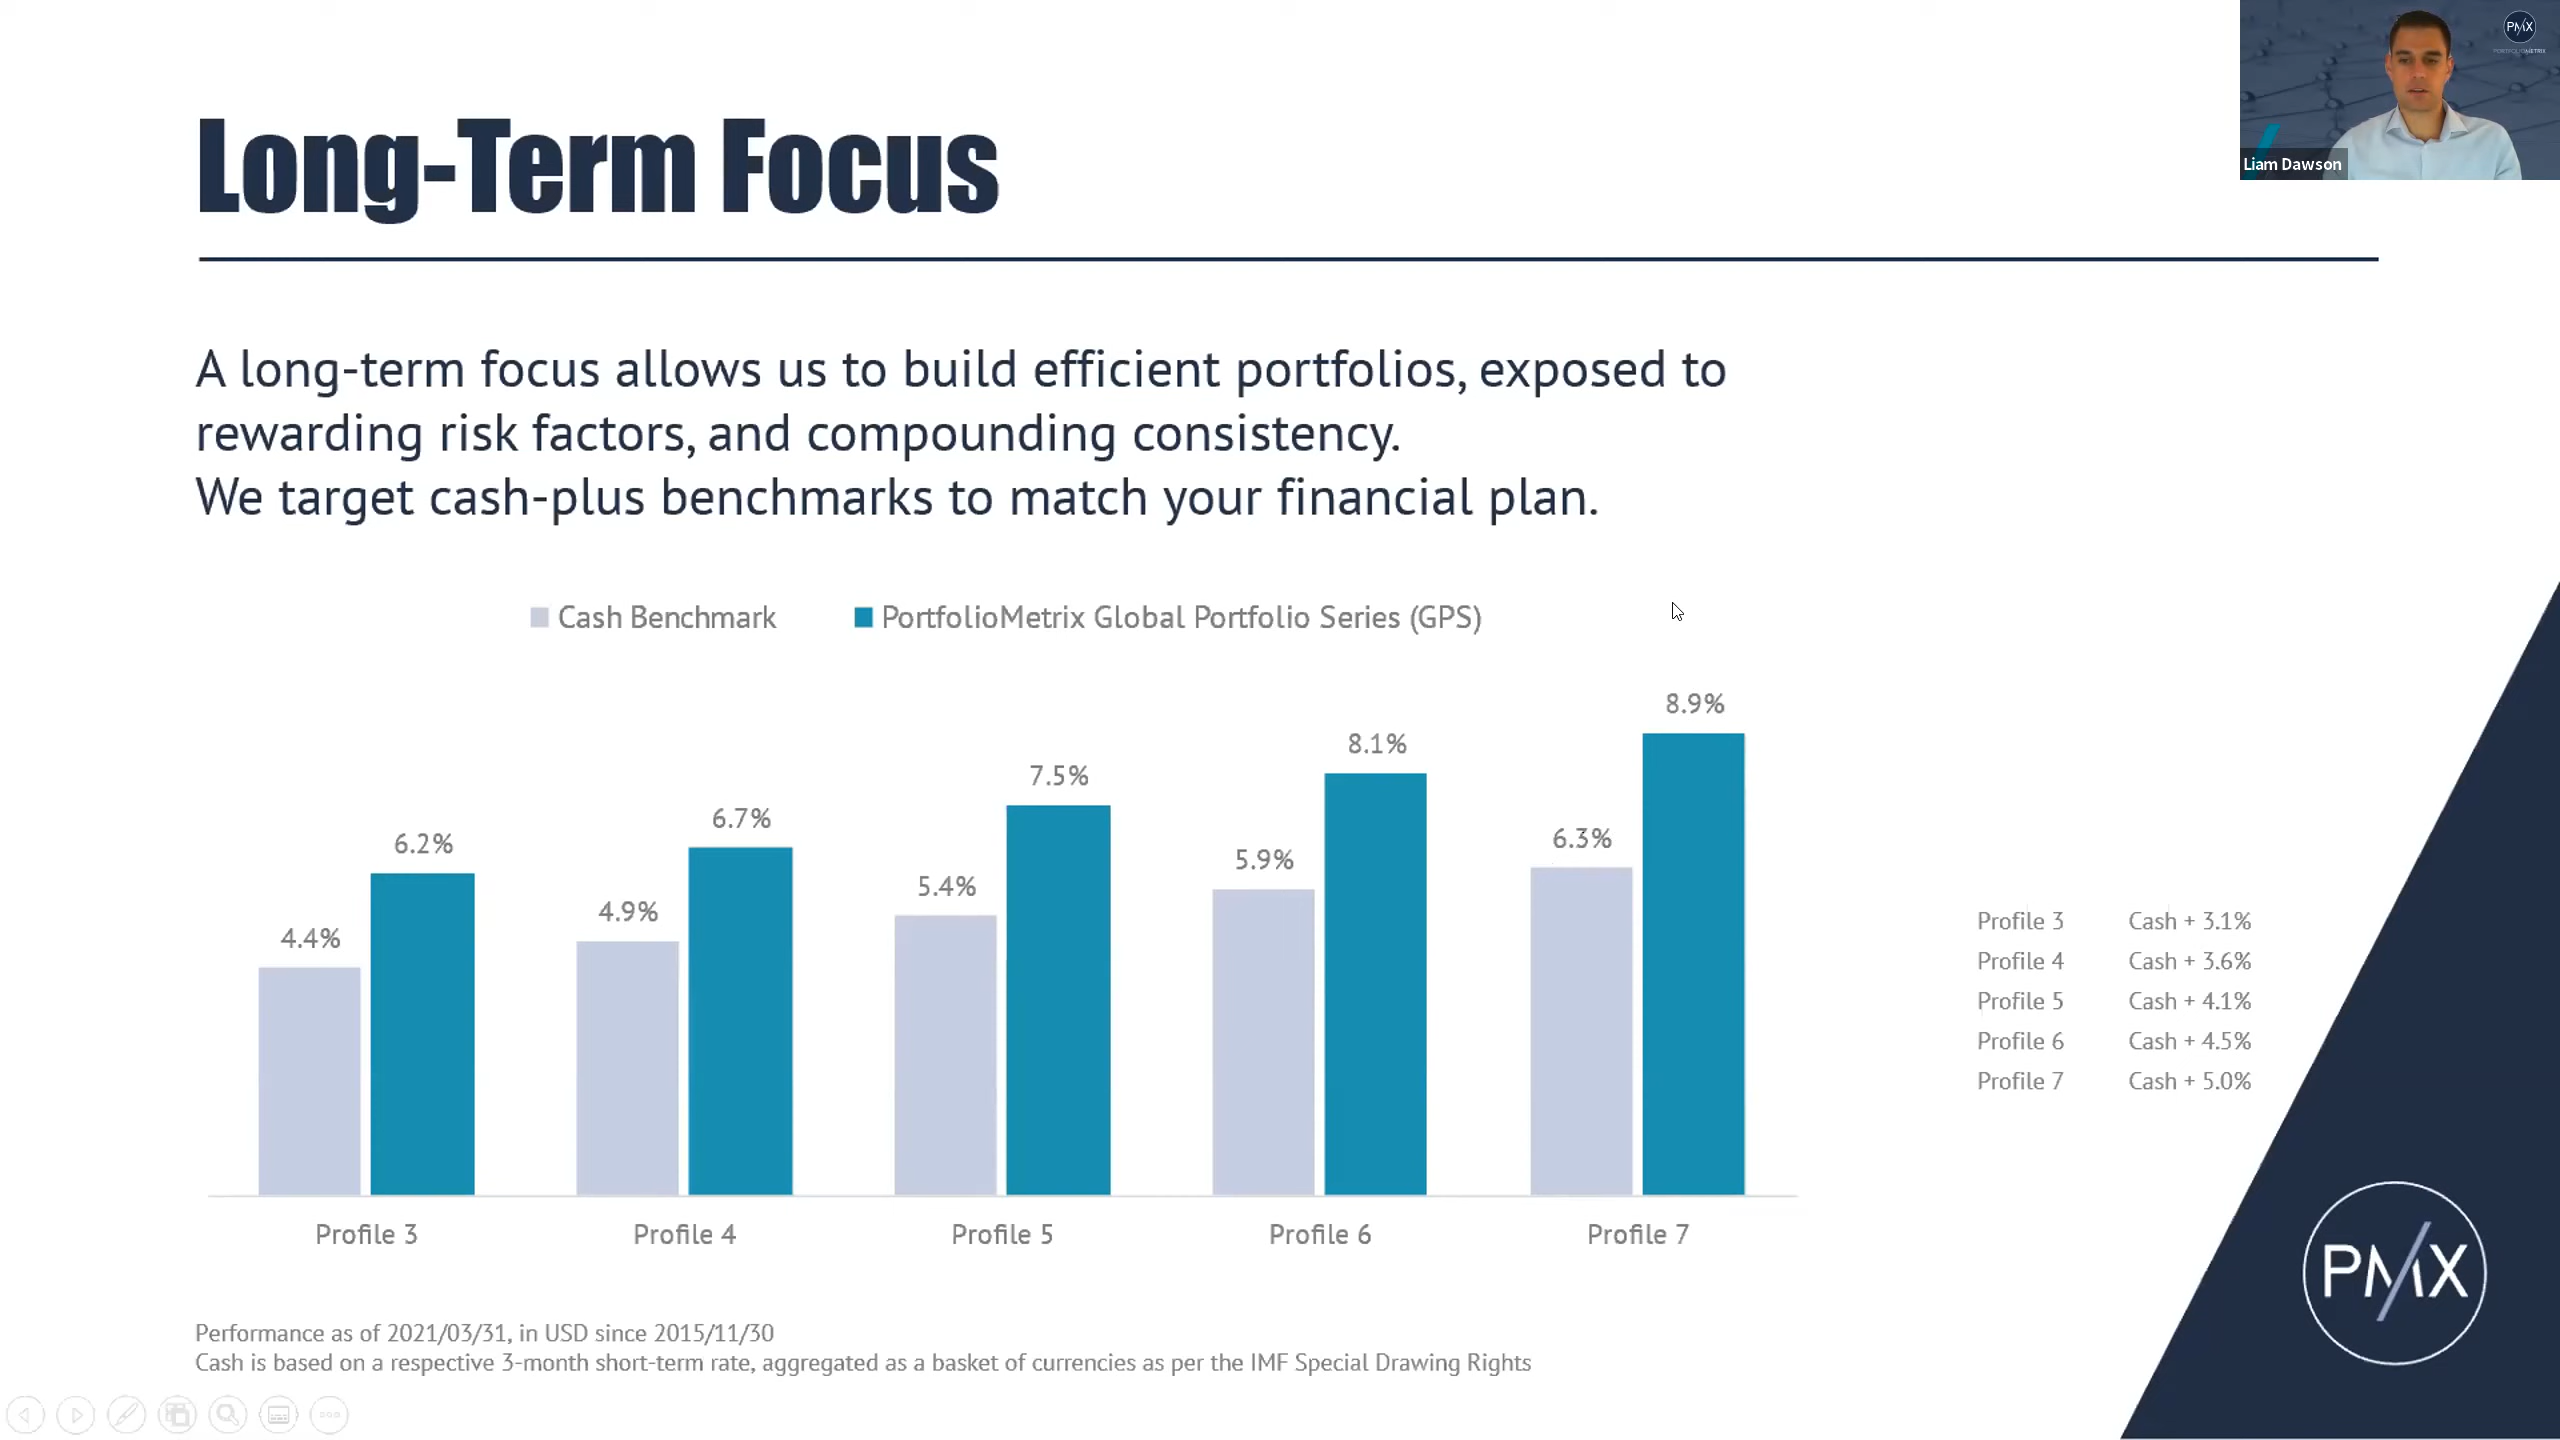 PMX
PORTFOLIOMETRIX
Liam Dawson
Long-Term Focus
A long-term focus allows us to build efficient portfolios, exposed to
rewarding risk factors, and compounding consistency.
We target cash-plus benchmarks to match your financial plan.
Cash Benchmark
PortfolioMetrix Global Portfolio Series (GPS)
4.4%
6.2%
4.9%
6.7%
5.4%
7.5%
5.9%
8.1%
6.3%
8.9%
Profile 3
Profile 4
Profile 5
Profile 6
Profile 7
Profile 3 Cash + 3.1%
Profile 4 Cash + 3.6%
Profile 5 Cash + 4.1%
Profile 6 Cash + 4.5%
Profile 7 Cash + 5.0%
PMX
Performance as of 2021/03/31, in USD since 2015/11/30
Cash is based on a respective 3-month short-term rate, aggregated as a basket of currencies as per the IMF Special Drawing Rights